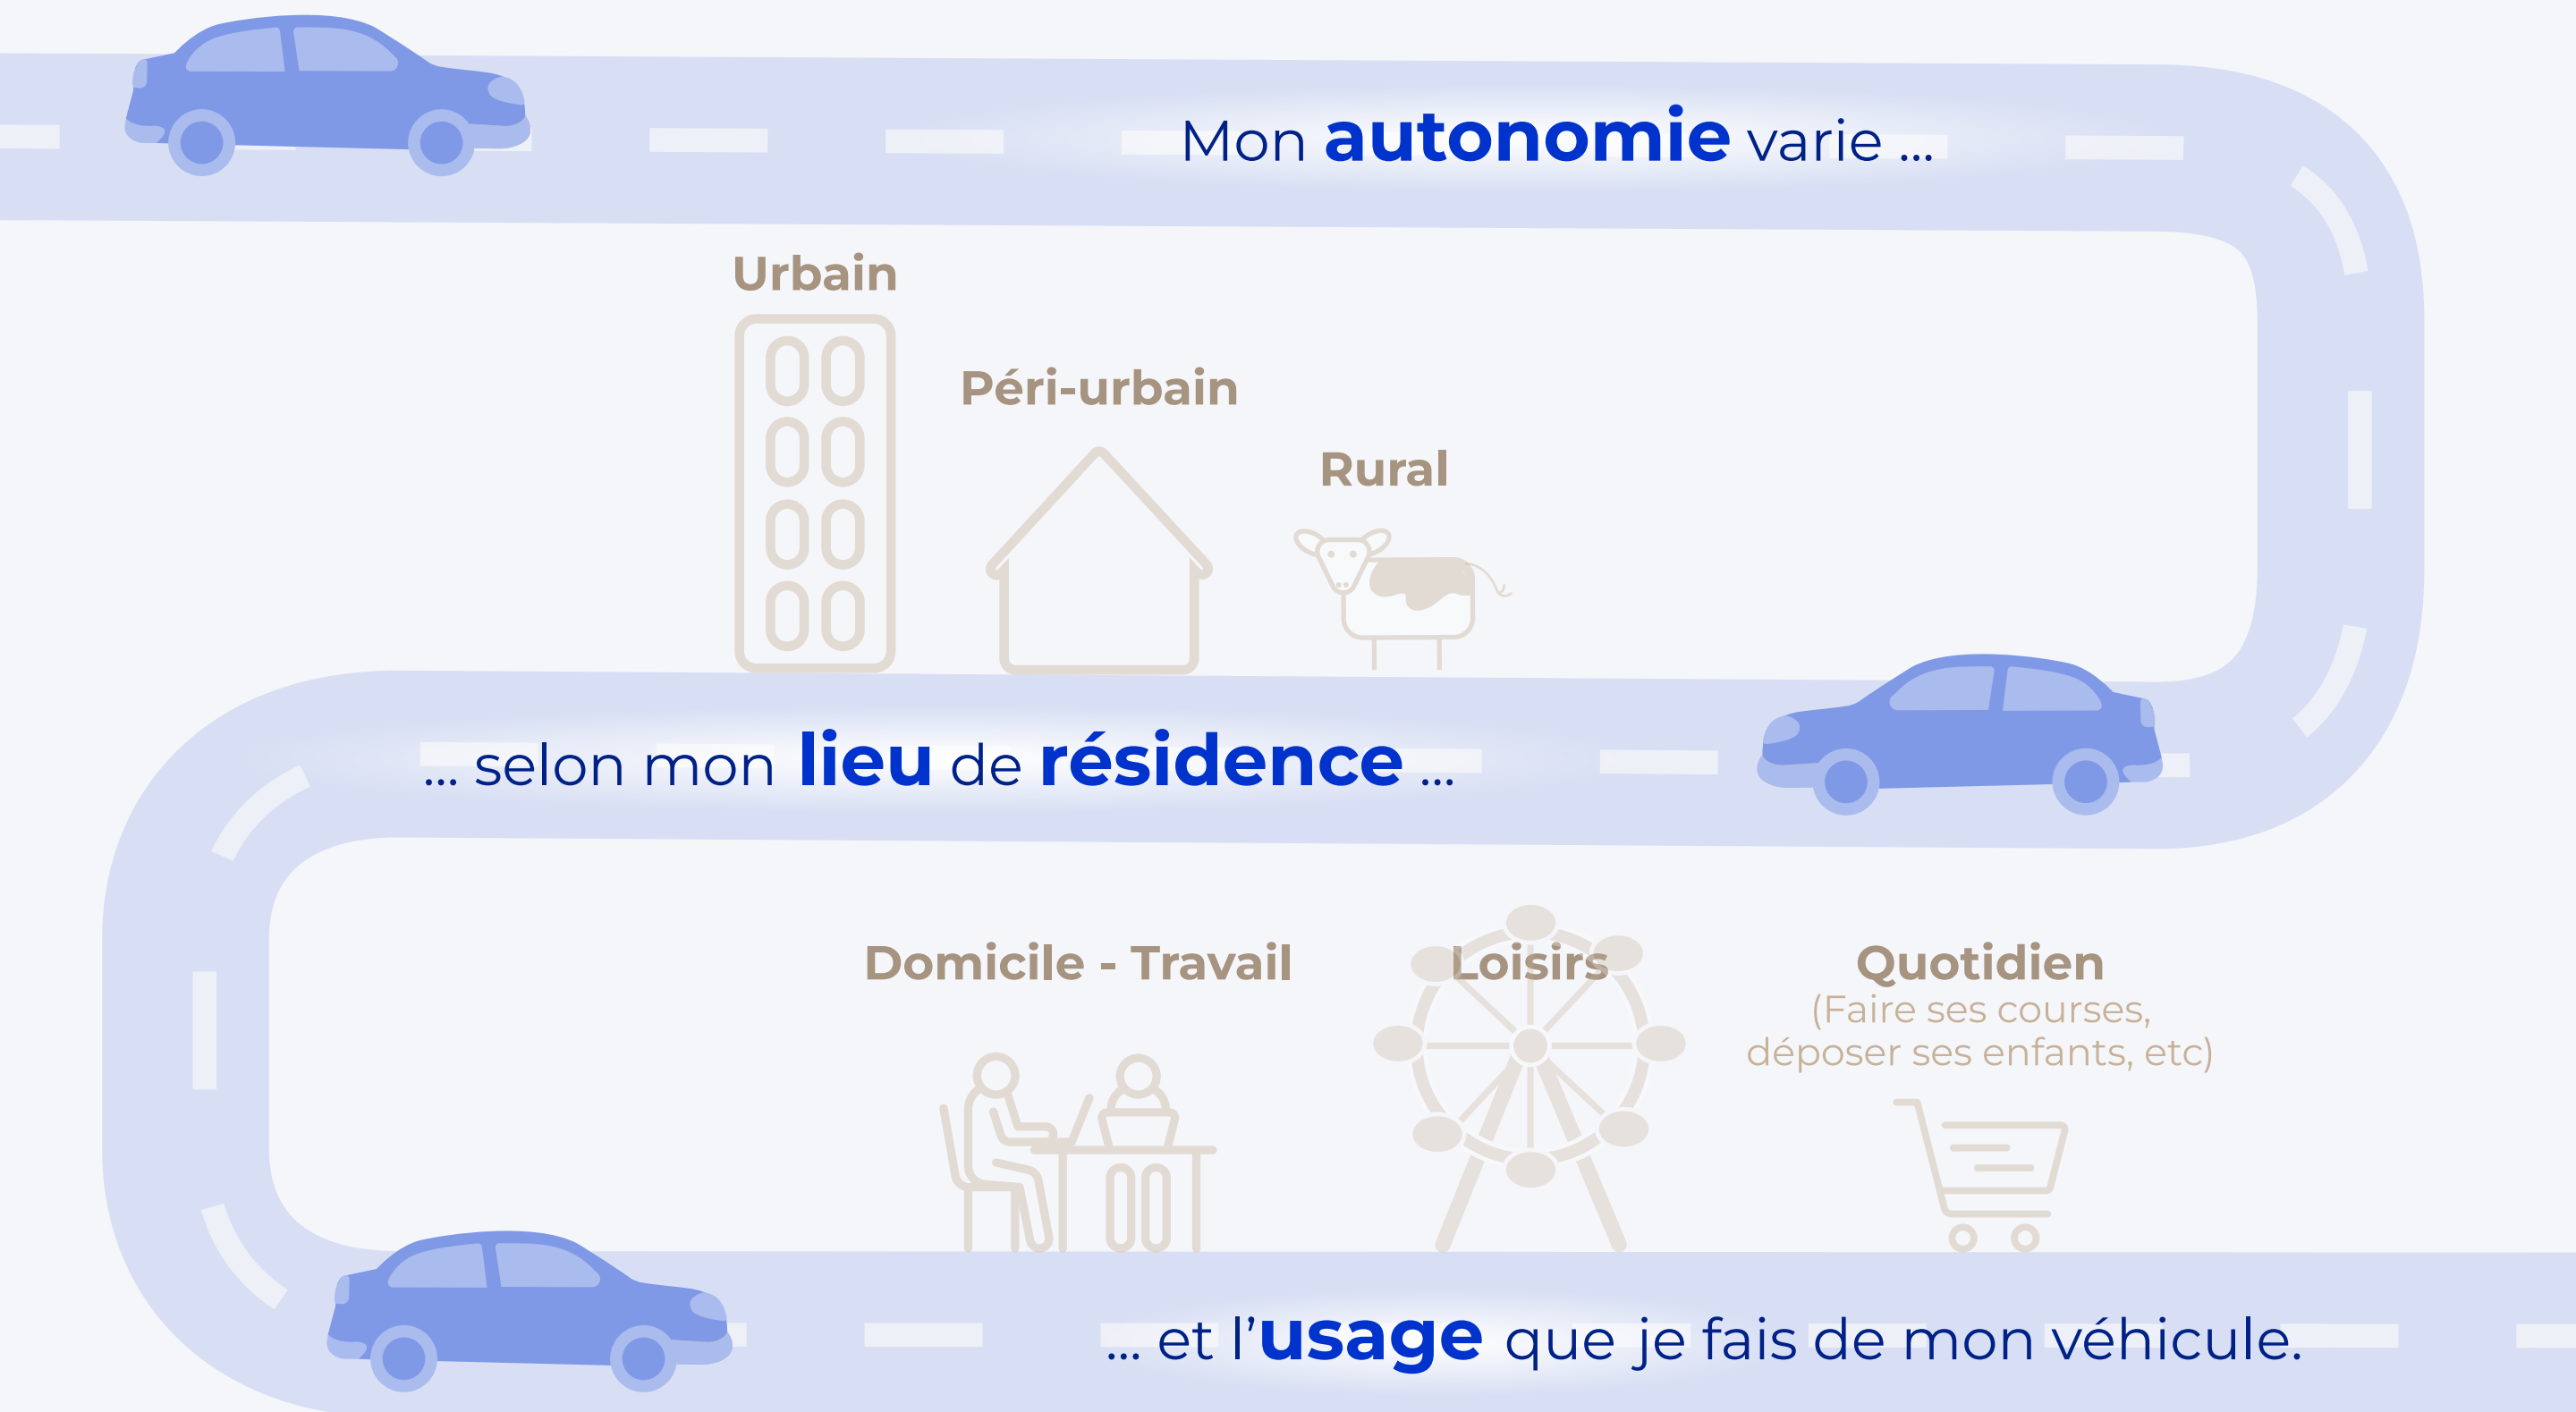 Mon autonomie varie ...
Urbain
Péri-urbain
Rural
... selon mon lieu de résidence ...
Domicile - Travail
Loisirs
Quotidien
(Faire ses courses,
déposer ses enfants, etc)
... et l’usage que je fais de mon véhicule.